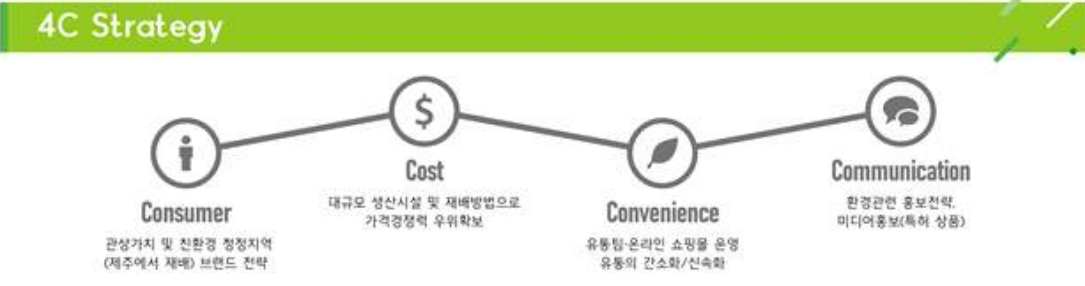 4C Strategy
Consumer
관상가치 및 친환경 청정지역
(제주에서 재배) 브랜드 전략
Cost
대규모 생산시설 및 재배방법으로
가격경쟁력 우위확보
Convenience
유통팀·온라인 쇼핑몰 운영
유통의 간소화/신속화
Communication
환경관련 홍보전략,
미디어홍보(특허 상품)